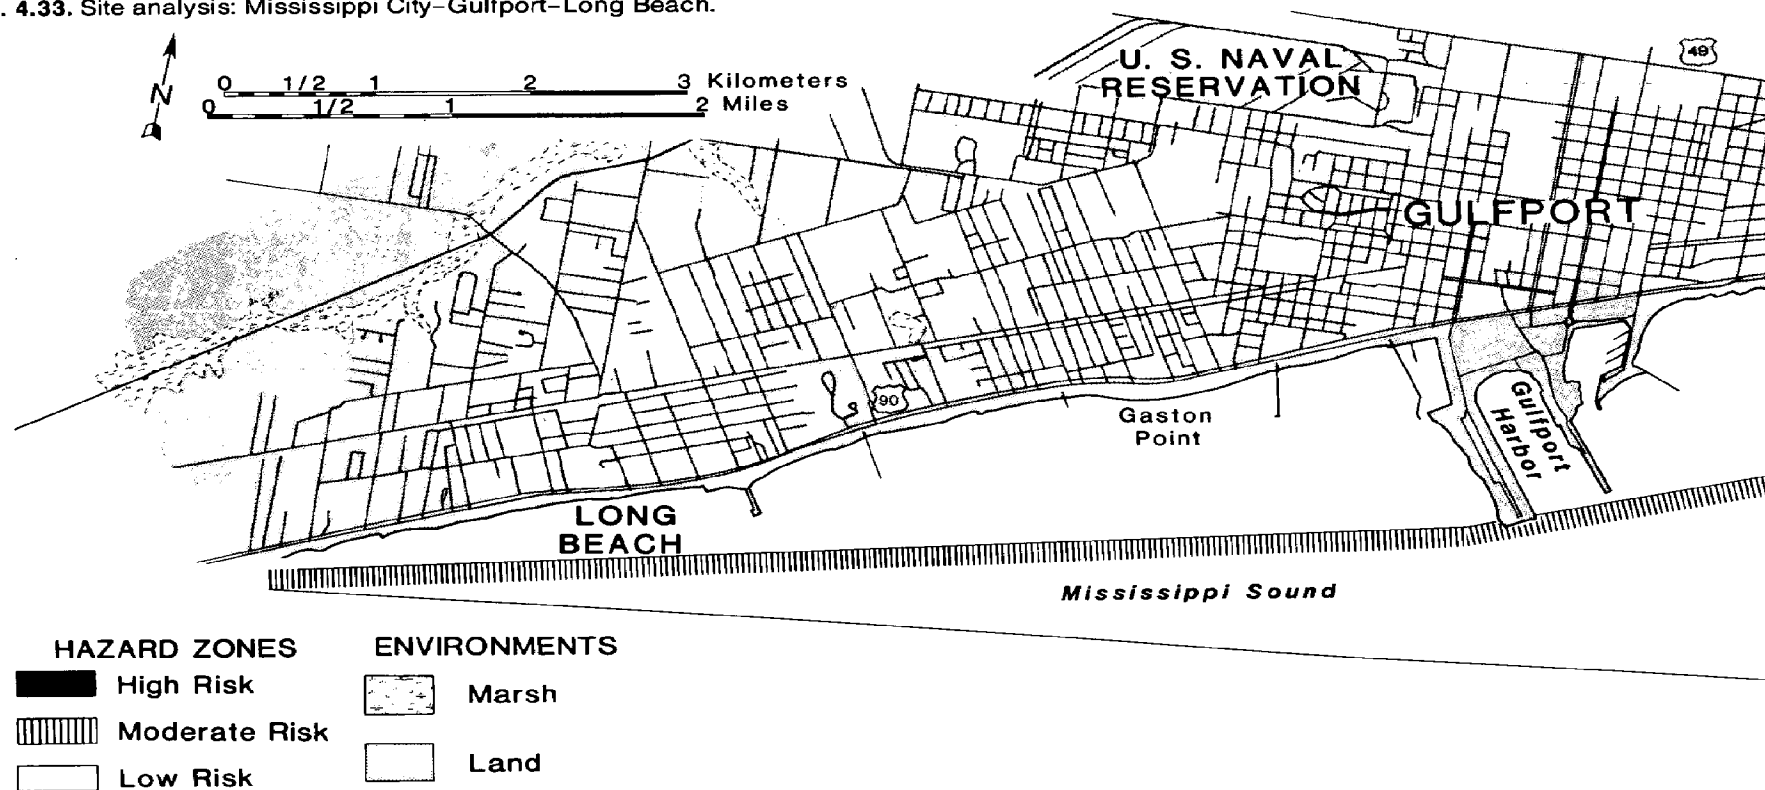 . 4.33. Site analysis: Mississippi City–Gulfport–Long Beach.
N
0 1/2 1 2 3 Kilometers
0 1/2 1 2 Miles
U. S. NAVAL
RESERVATION
49
GULFPORT
90
Gaston
Point
Gulfport
Harbor
LONG
BEACH
Mississippi Sound
HAZARD ZONES
High Risk
Moderate Risk
Low Risk
ENVIRONMENTS
Marsh
Land